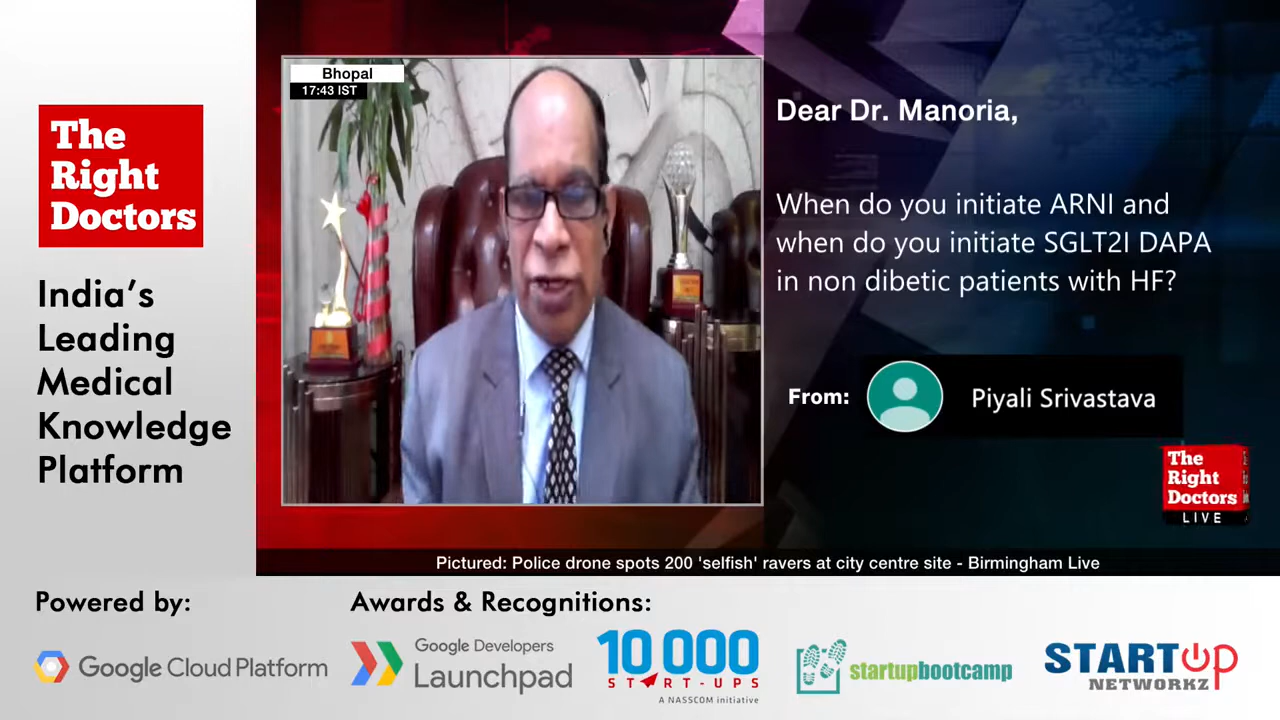 The
Right
Doctors
India's
Leading
Medical
Knowledge
Platform
Bhopal
17:43 IST
Dear Dr. Manoria,
When do you initiate ARNI and
when do you initiate SGLT2I DAPA
in non dibetic patients with HF?
From:
Piyali Srivastava
The
Right
Doctors
LIVE
Pictured: Police drone spots 200 'selfish' ravers at city centre site - Birmingham Live
Powered by:
Google Cloud Platform
Awards & Recognitions:
Google Developers
Launchpad
10 000
START-UPS
A NASSCOM initiative
startupbootcamp
STARTUP
NETWORKZ